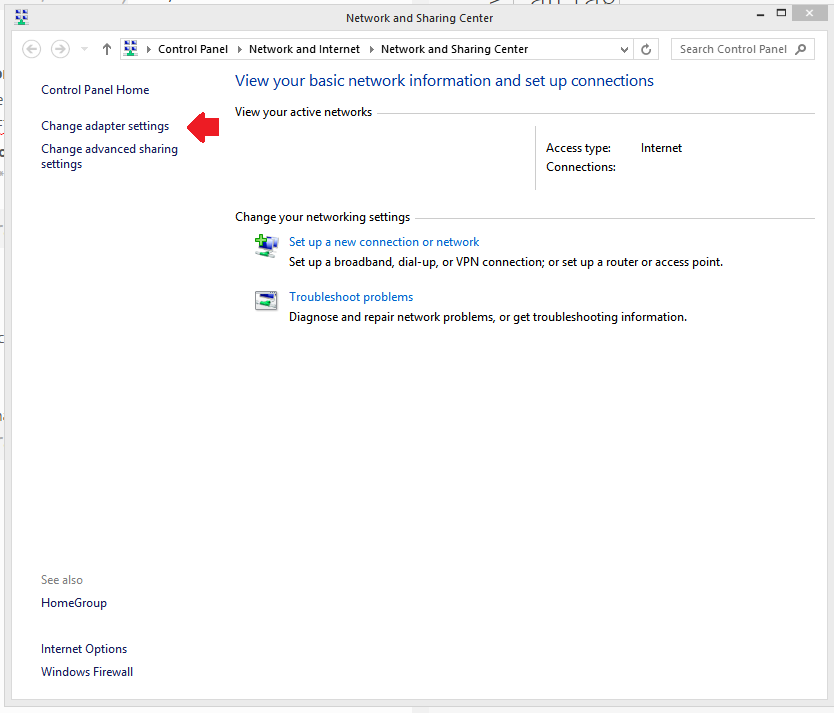 Network and Sharing Center
Control Panel Network and Internet Network and Sharing Center
Search Control Panel
Control Panel Home
Change adapter settings
Change advanced sharing
settings
View your basic network information and set up connections
View your active networks
Access type: Internet
Connections:
Change your networking settings
Set up a new connection or network
Set up a broadband, dial-up, or VPN connection; or set up a router or access point.
Troubleshoot problems
Diagnose and repair network problems, or get troubleshooting information.
See also
HomeGroup
Internet Options
Windows Firewall